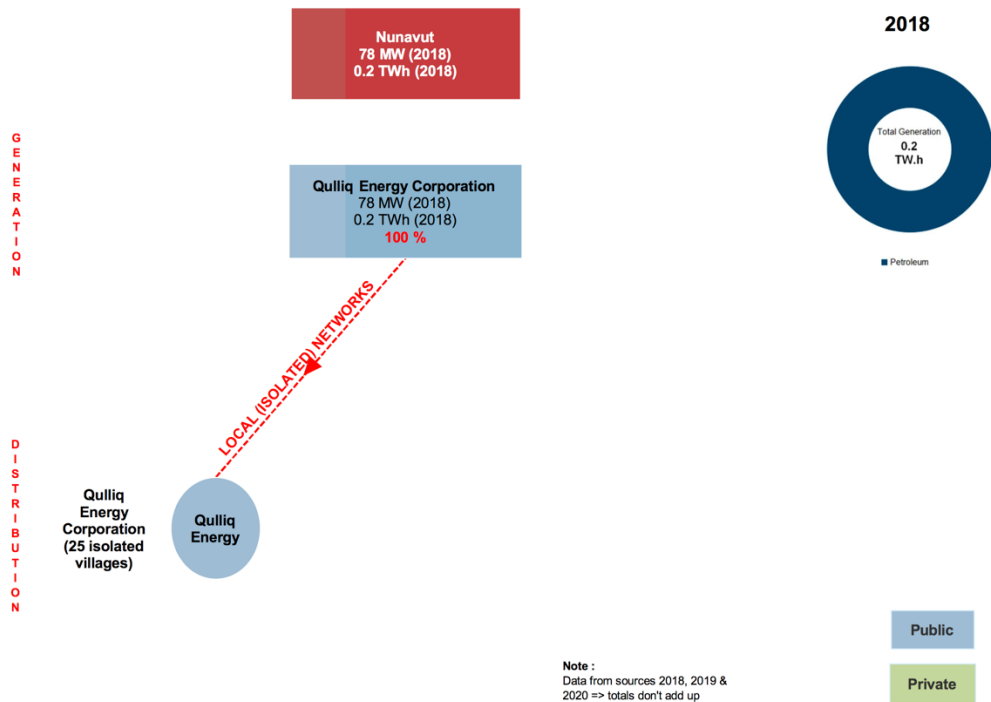 Nunavut
78 MW (2018)
0.2 TWh (2018)
2018
Total Generation
0.2
TW.h
Petroleum
GENERATION
Qulliq Energy Corporation
78 MW (2018)
0.2 TWh (2018)
100 %
LOCAL (ISOLATED) NETWORKS
DISTRIBUTION
Qulliq
Energy
Corporation
(25 isolated
villages)
Qulliq
Energy
Public
Private
Note :
Data from sources 2018, 2019 &
2020 => totals don't add up